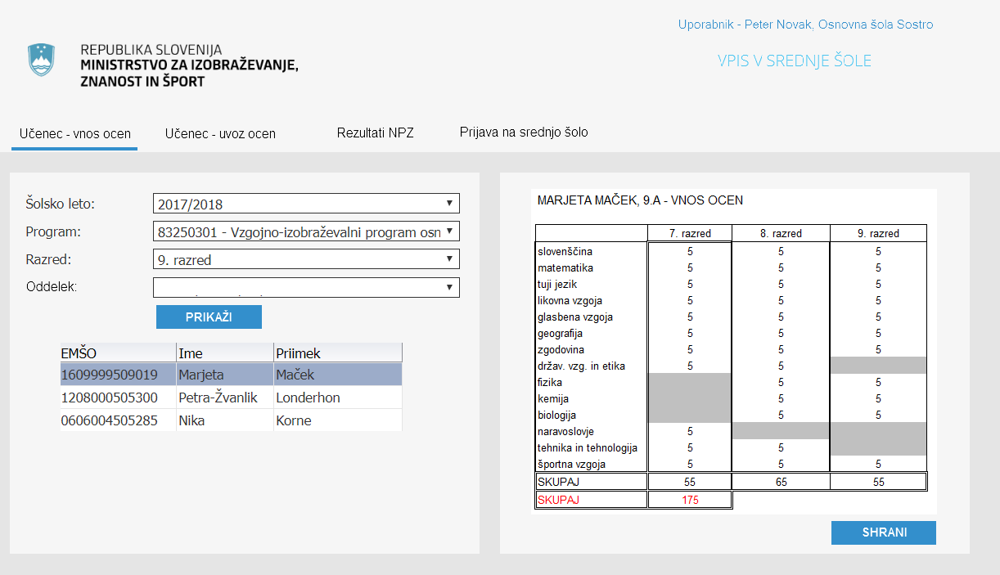 Uporabnik - Peter Novak, Osnovna šola Sostro
REPUBLIKA SLOVENIJA
MINISTRSTVO ZA IZOBRAŽEVANJE,
ZNANOST IN ŠPORT
VPIS V SREDNJE ŠOLE
Učenec - vnos ocen Učenec - uvoz ocen Rezultati NPZ Prijava na srednjo šolo
Šolsko leto: 2017/2018
Program: 83250301 - Vzgojno-izobraževalni program osn
Razred: 9. razred
Oddelek:
PRIKAŽI
EMŠO Ime Priimek
1609999509019 Marjeta Maček
1208000505300 Petra-Žvanlik Londerhon
0606004505285 Nika Korne
MARJETA MAČEK, 9.A - VNOS OCEN
7. razred 8. razred 9. razred
slovenščina 5 5 5
matematika 5 5 5
tuji jezik 5 5 5
likovna vzgoja 5 5 5
glasbena vzgoja 5 5 5
geografija 5 5 5
zgodovina 5 5 5
držav. vzg. in etika 5 5
fizika 5 5
kemija 5 5
biologija 5 5
naravoslovje 5
tehnika in tehnologija 5 5
športna vzgoja 5 5 5
SKUPAJ 55 65 55
SKUPAJ 175
SHRANI